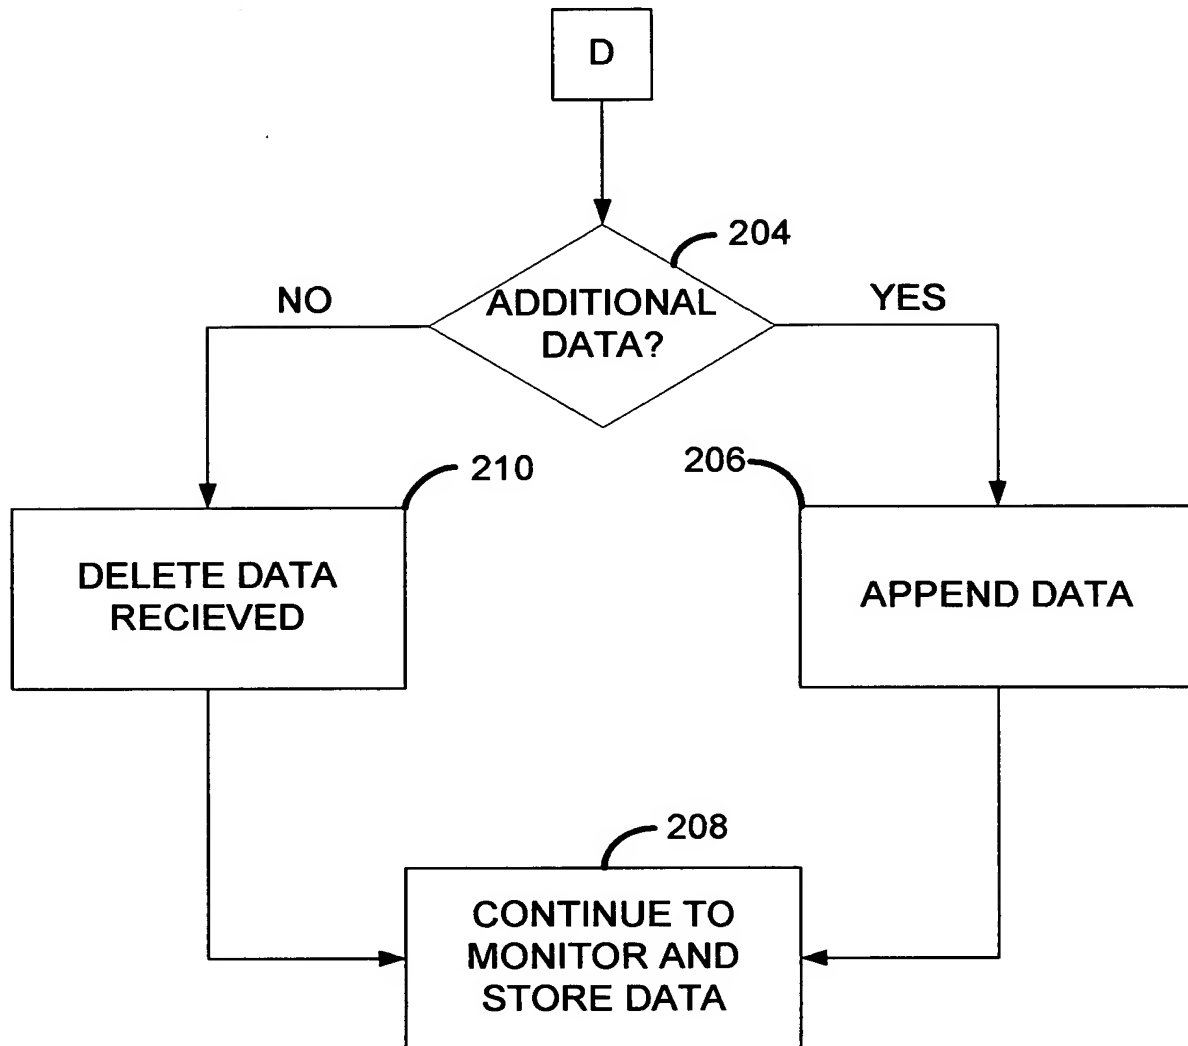 D
204
NO
ADDITIONAL
DATA?
YES
210
206
DELETE DATA
RECIEVED
APPEND DATA
208
CONTINUE TO
MONITOR AND
STORE DATA